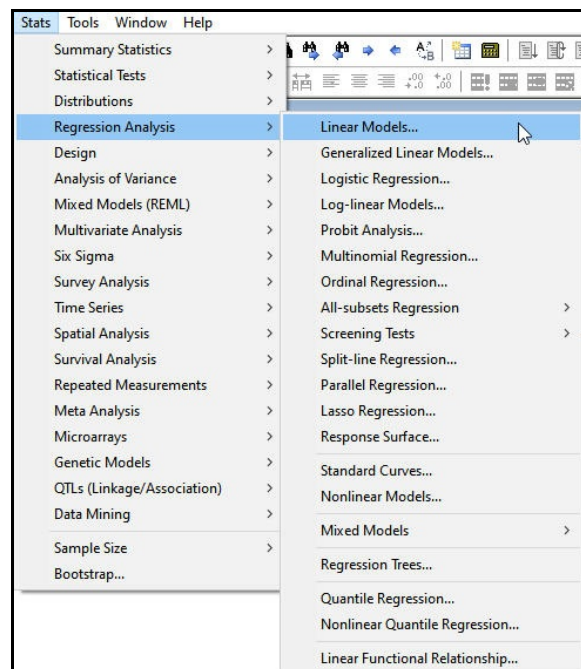 Stats Tools Window Help
Summary Statistics
Statistical Tests
Distributions
Regression Analysis
Design
Analysis of Variance
Mixed Models (REML)
Multivariate Analysis
Six Sigma
Survey Analysis
Time Series
Spatial Analysis
Survival Analysis
Repeated Measurements
Meta Analysis
Microarrays
Genetic Models
QTLs (Linkage/Association)
Data Mining
Sample Size
Bootstrap...
Linear Models...
Generalized Linear Models...
Logistic Regression...
Log-linear Models...
Probit Analysis...
Multinomial Regression...
Ordinal Regression...
All-subsets Regression
Screening Tests
Split-line Regression...
Parallel Regression...
Lasso Regression...
Response Surface...
Standard Curves...
Nonlinear Models...
Mixed Models
Regression Trees...
Quantile Regression...
Nonlinear Quantile Regression...
Linear Functional Relationship...